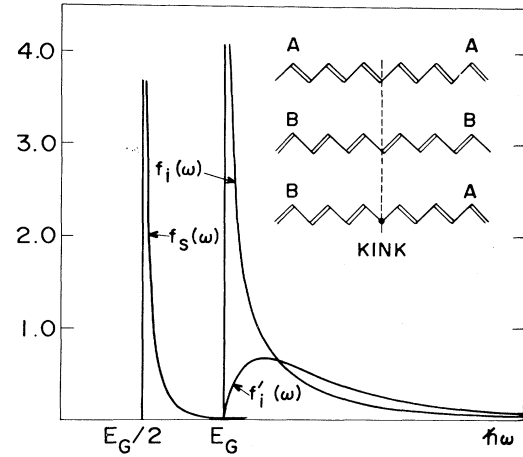 4.0
3.0
2.0
1.0
A A
B B
B A
KINK
f_i(ω)
f_s(ω)
f'_i(ω)
E_G/2
E_G
ħω